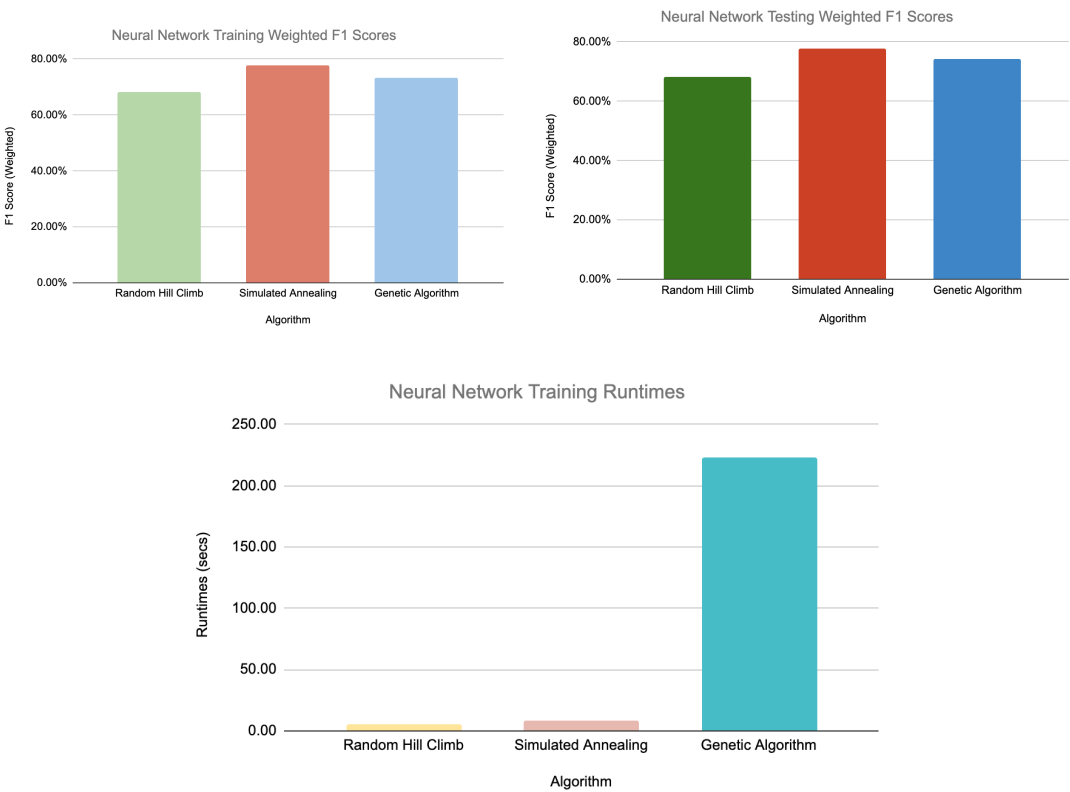 Neural Network Training Weighted F1 Scores
F1 Score (Weighted)
80.00%
60.00%
40.00%
20.00%
0.00%
Random Hill Climb
Simulated Annealing
Genetic Algorithm
Algorithm
Neural Network Testing Weighted F1 Scores
F1 Score (Weighted)
80.00%
60.00%
40.00%
20.00%
0.00%
Random Hill Climb
Simulated Annealing
Genetic Algorithm
Algorithm
Neural Network Training Runtimes
Runtimes (secs)
250.00
200.00
150.00
100.00
50.00
0.00
Random Hill Climb
Simulated Annealing
Genetic Algorithm
Algorithm